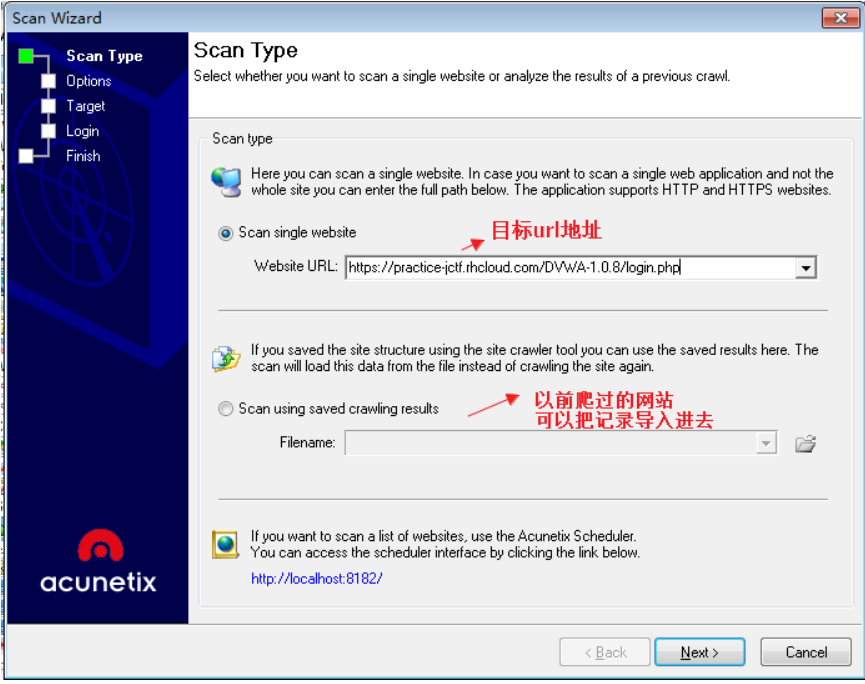 Scan Wizard
Scan Type
Options
Target
Login
Finish
acunetix
Scan Type
Select whether you want to scan a single website or analyze the results of a previous crawl.
Scan type
Here you can scan a single website. In case you want to scan a single web application and not the
whole site you can enter the full path below. The application supports HTTP and HTTPS websites.
Scan single website
目标url地址
Website URL: https://practice-jctf.rhcloud.com/DVWA-1.0.8/login.php
If you saved the site structure using the site crawler tool you can use the saved results here. The
scan will load this data from the file instead of crawling the site again.
Scan using saved crawling results
以前爬过的网站
可以把记录导入进去
Filename:
If you want to scan a list of websites, use the Acunetix Scheduler.
You can access the scheduler interface by clicking the link below.
http://localhost:8182/
< Back
Next >
Cancel